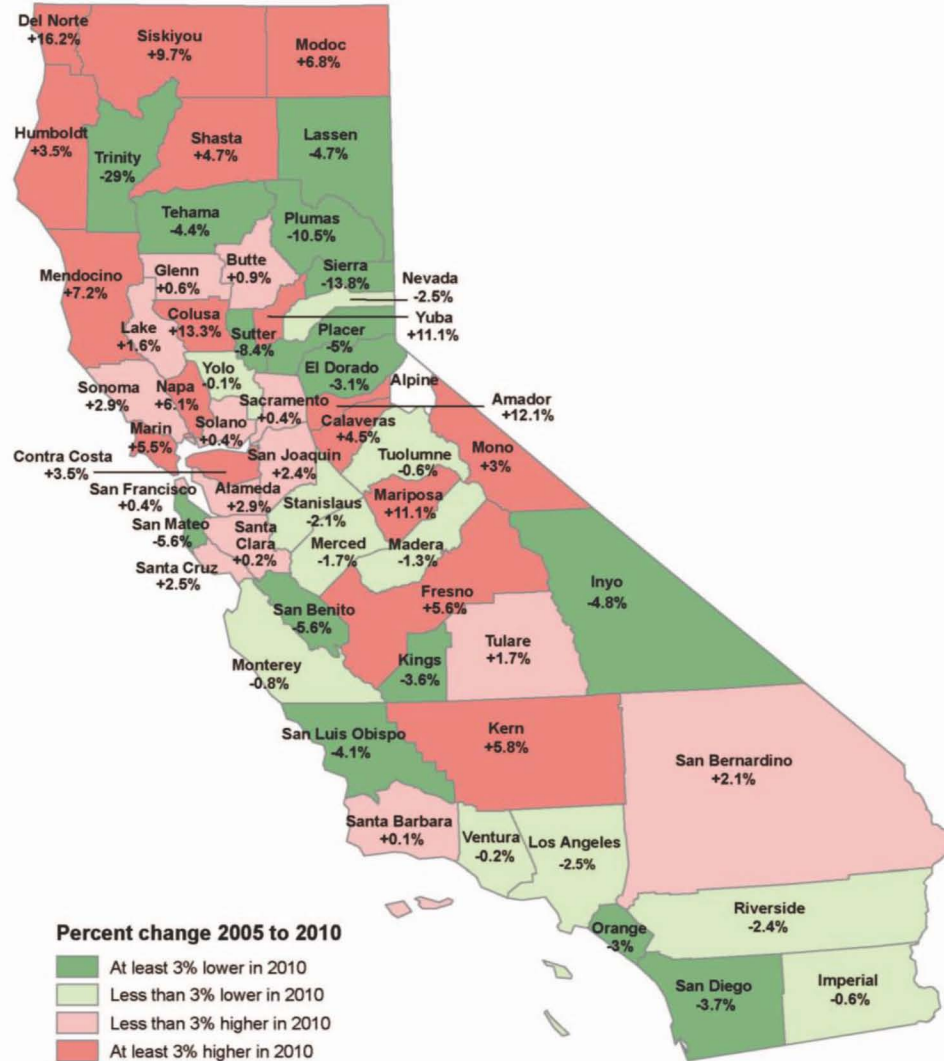 Del Norte
+16.2%
Siskiyou
+9.7%
Modoc
+6.8%
Humboldt
+3.5%
Trinity
-29%
Shasta
+4.7%
Lassen
-4.7%
Tehama
-4.4%
Plumas
-10.5%
Mendocino
+7.2%
Glenn
+0.6%
Butte
+0.9%
Sierra
-13.8%
Nevada
-2.5%
Yuba
+11.1%
Lake
+1.6%
Colusa
+13.3%
Sutter
-8.4%
Placer
-5%
El Dorado
-3.1%
Alpine
Sonoma
+2.9%
Napa
+6.1%
Yolo
-0.1%
Sacramento
+0.4%
Amador
+12.1%
Marin
+5.5%
Solano
+0.4%
Calaveras
+4.5%
Tuolumne
-0.6%
Mono
+3%
Contra Costa
+3.5%
San Joaquin
+2.4%
San Francisco
+0.4%
Alameda
+2.9%
Stanislaus
-2.1%
Mariposa
+11.1%
San Mateo
-5.6%
Santa
Clara
+0.2%
Merced
-1.7%
Madera
-1.3%
Santa Cruz
+2.5%
Inyo
-4.8%
San Benito
-5.6%
Fresno
+5.6%
Tulare
+1.7%
Monterey
-0.8%
Kings
-3.6%
San Luis Obispo
-4.1%
Kern
+5.8%
San Bernardino
+2.1%
Santa Barbara
+0.1%
Ventura
-0.2%
Los Angeles
-2.5%
Orange
-3%
Riverside
-2.4%
San Diego
-3.7%
Imperial
-0.6%
Percent change 2005 to 2010
At least 3% lower in 2010
Less than 3% lower in 2010
Less than 3% higher in 2010
At least 3% higher in 2010